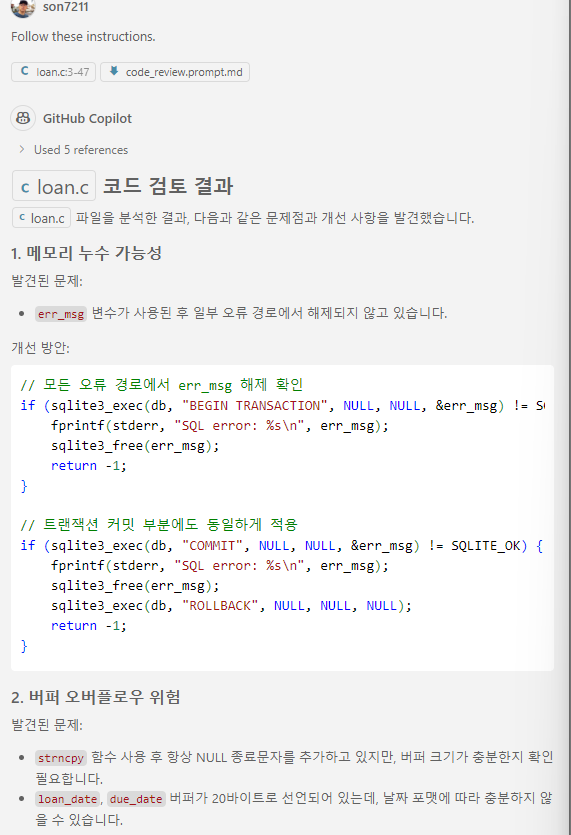 son7211
Follow these instructions.
C loan.c:3-47 code_review.prompt.md
GitHub Copilot
Used 5 references
C loan.c 코드 검토 결과
C loan.c 파일을 분석한 결과, 다음과 같은 문제점과 개선 사항을 발견했습니다.
1. 메모리 누수 가능성
발견된 문제:
• err_msg 변수가 사용된 후 일부 오류 경로에서 해제되지 않고 있습니다.
개선 방안:
// 모든 오류 경로에서 err_msg 해제 확인
if (sqlite3_exec(db, "BEGIN TRANSACTION", NULL, NULL, &err_msg) != SQ
    fprintf(stderr, "SQL error: %s\n", err_msg);
    sqlite3_free(err_msg);
    return -1;
}
// 트랜잭션 커밋 부분에도 동일하게 적용
if (sqlite3_exec(db, "COMMIT", NULL, NULL, &err_msg) != SQLITE_OK) {
    fprintf(stderr, "SQL error: %s\n", err_msg);
    sqlite3_free(err_msg);
    sqlite3_exec(db, "ROLLBACK", NULL, NULL, NULL);
    return -1;
}
2. 버퍼 오버플로우 위험
발견된 문제:
• strncpy 함수 사용 후 항상 NULL 종료문자를 추가하고 있지만, 버퍼 크기가 충분한지 확인
필요합니다.
• loan_date, due_date 버퍼가 20바이트로 선언되어 있는데, 날짜 포맷에 따라 충분하지 않
을 수 있습니다.